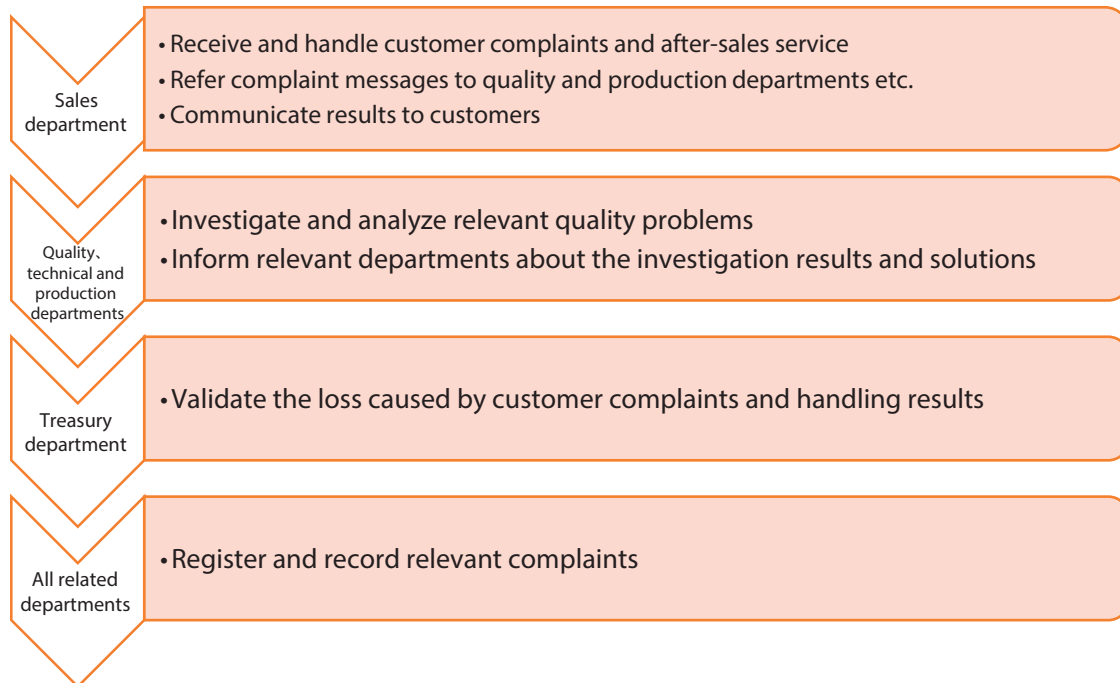 Sales
department
• Receive and handle customer complaints and after-sales service
• Refer complaint messages to quality and production departments etc.
• Communicate results to customers
Quality、
technical and
production
departments
• Investigate and analyze relevant quality problems
• Inform relevant departments about the investigation results and solutions
Treasury
department
• Validate the loss caused by customer complaints and handling results
All related
departments
• Register and record relevant complaints